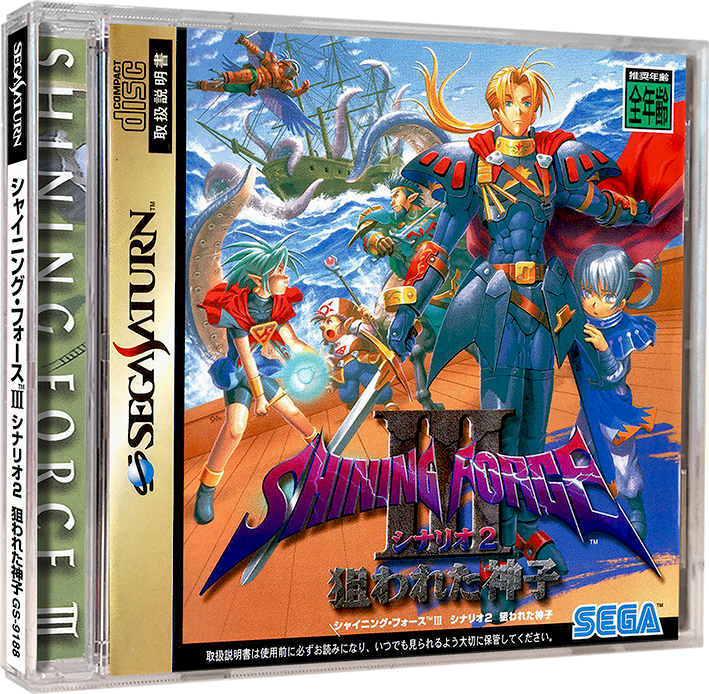 SEGA SATURN
シャイニング・フォース™ III シナリオ2 狙われた神子 GS-9188
SHINING FORCE III
COMPACT
disc
取扱説明書
SEGA SATURN™
推奨年齢
全年齢
III
SHINING FORCE™
シナリオ2
狙われた神子
シャイニング・フォース™III シナリオ2 狙われた神子
SEGA
取扱説明書は使用前に必ずお読みになり、いつでも見られるよう大切に保管してください。